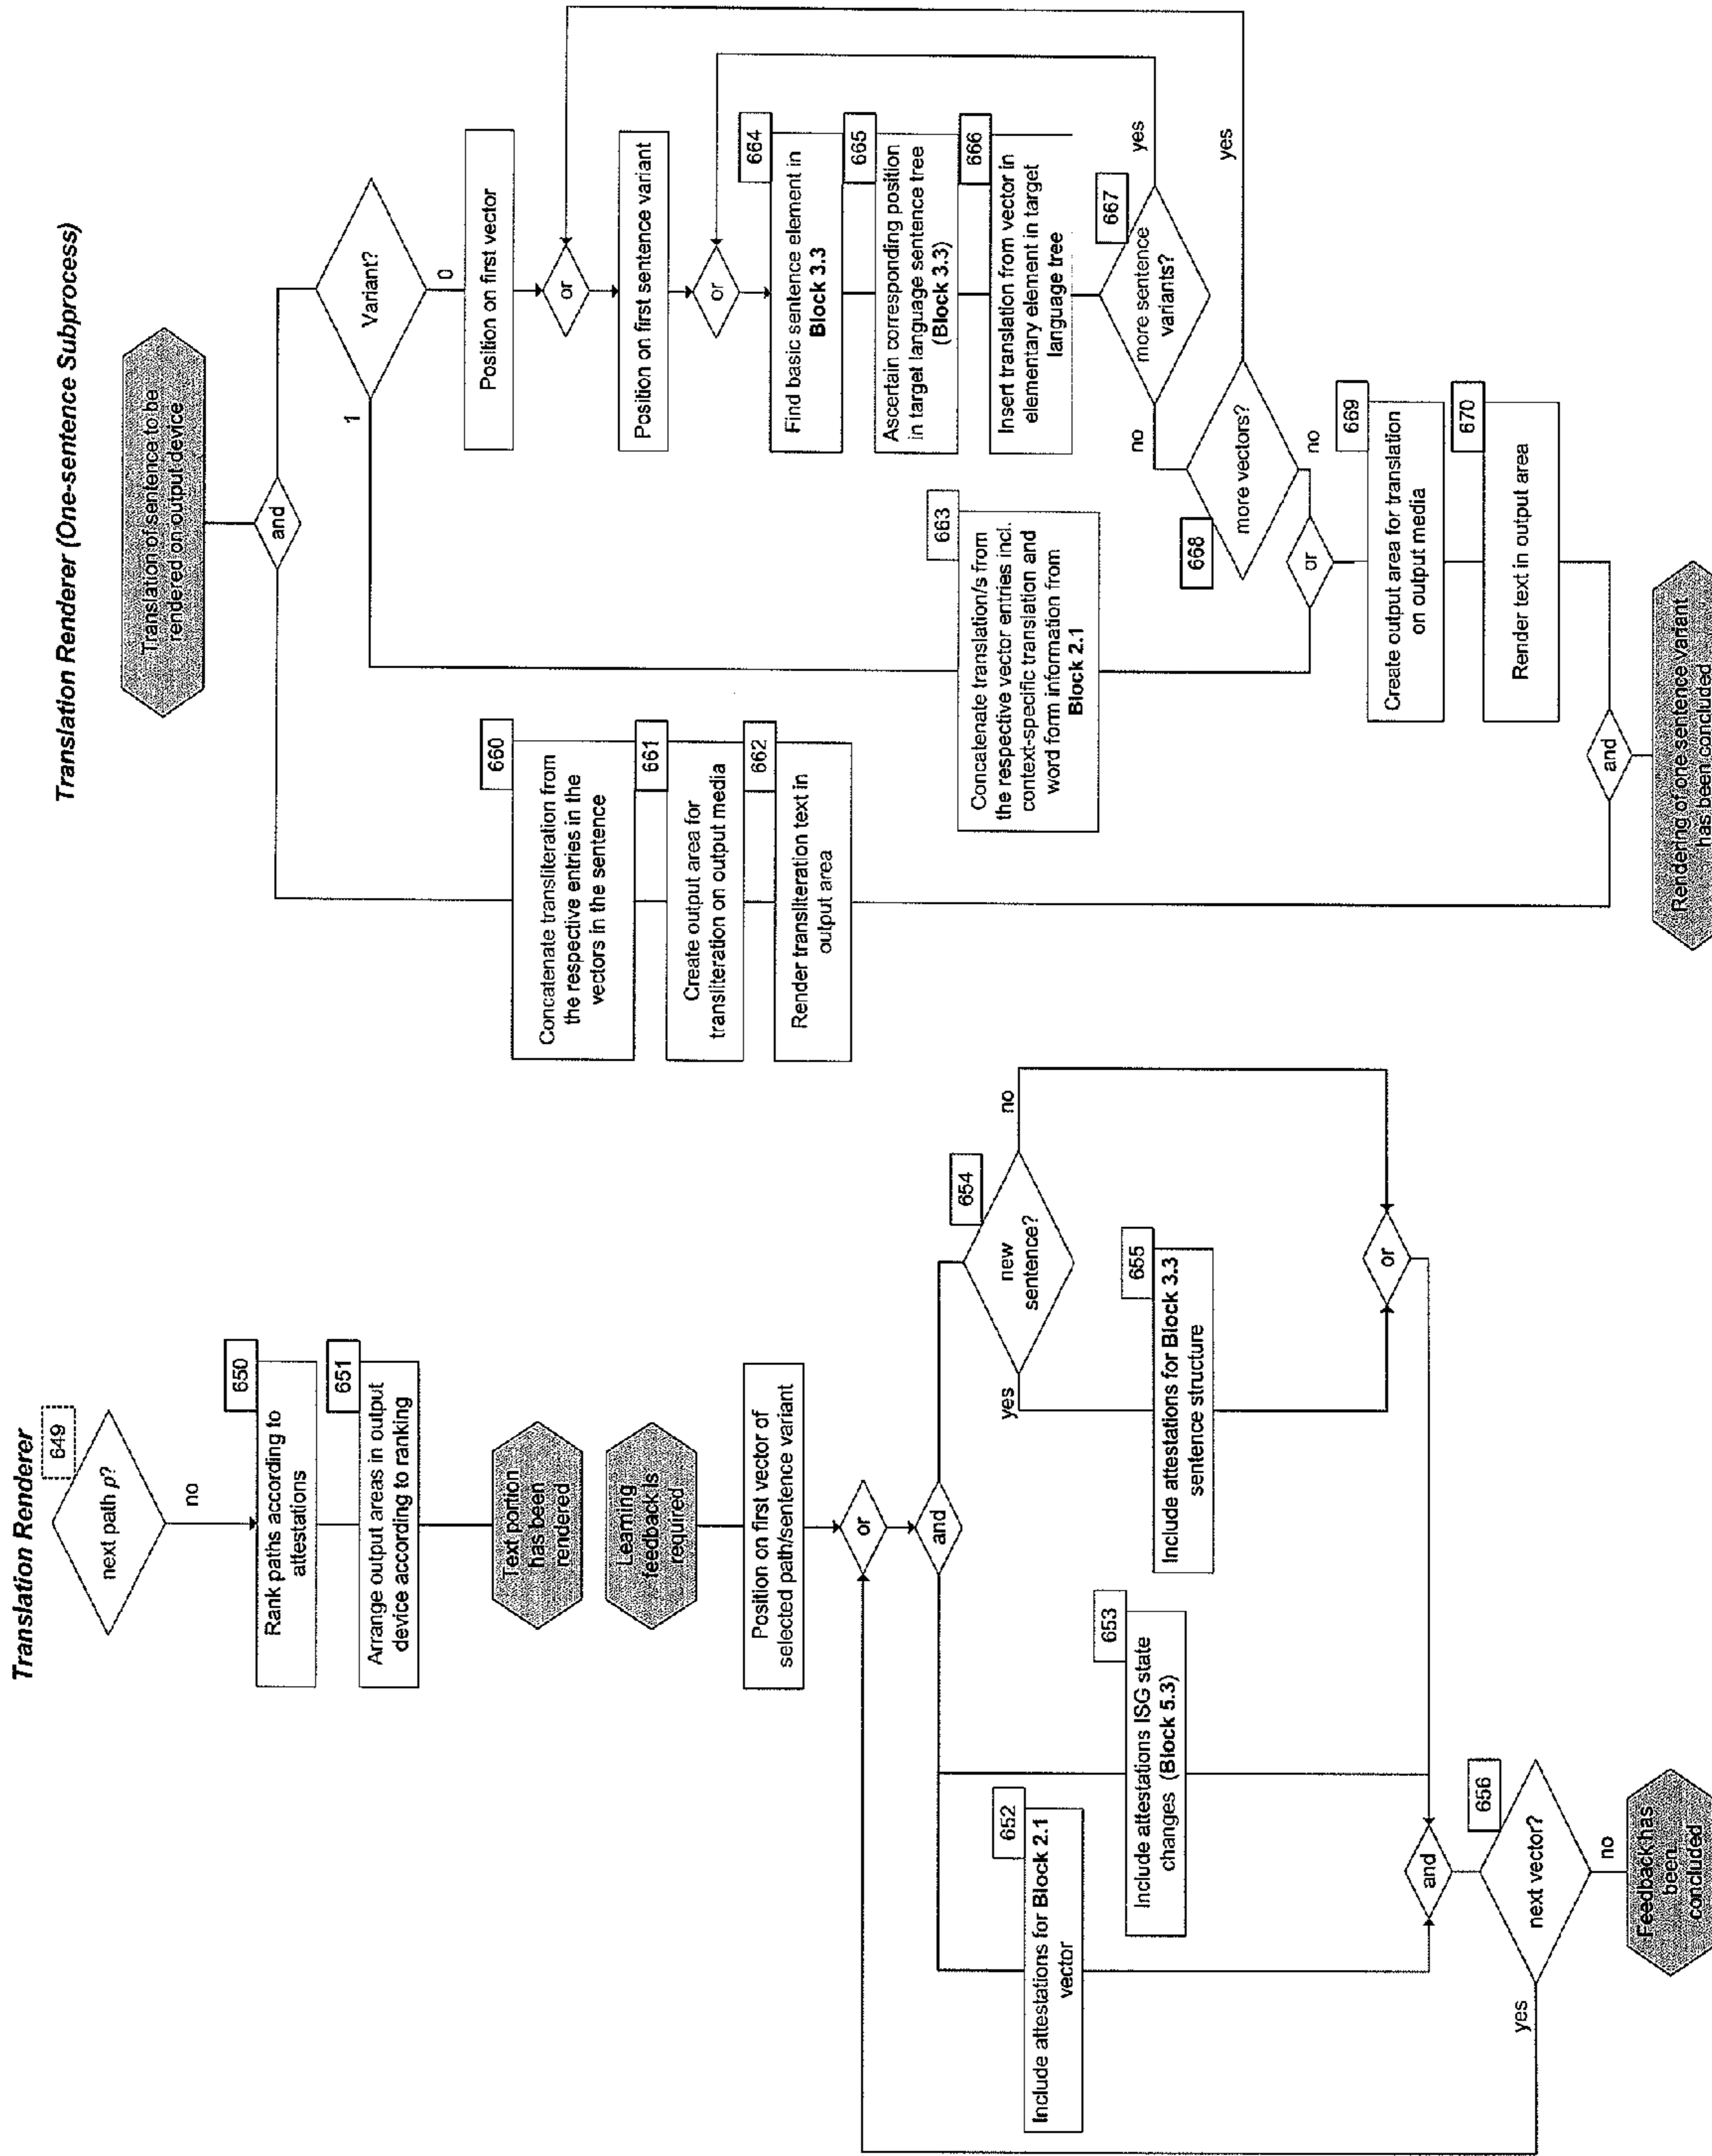 Translation Renderer
649
next path p?
no
650
Rank paths according to
attestations
651
Arrange output areas in output
device according to ranking
Text portion
has been
rendered
Learning
feedback is
required
Position on first vector of
selected path/sentence variant
or
and
652
Include attestations for Block 2.1
vector
653
Include attestations ISG state
changes (Block 5.3)
654
new
sentence?
no
yes
655
Include attestations for Block 3.3
sentence structure
or
and
656
next vector?
yes
no
Feedback has
been
concluded
Translation Renderer (One-sentence Subprocess)
Translation of sentence to be
rendered on output device
and
Variant?
1
0
660
Concatenate transliteration from
the respective entries in the
vectors in the sentence
661
Create output area for
transliteration on output media
662
Render transliteration text in
output area
Position on first vector
or
Position on first sentence variant
or
664
Find basic sentence element in
Block 3.3
665
Ascertain corresponding position
in target language sentence tree
(Block 3.3)
666
Insert translation from vector in
elementary element in target
language tree
667
more sentence
variants?
yes
no
663
Concatenate translation/s from
the respective vector entries incl.
context-specific translation and
word form information from
Block 2.1
668
more vectors?
yes
no
or
669
Create output area for translation
on output media
670
Render text in output area
and
Rendering of one sentence variant
has been concluded